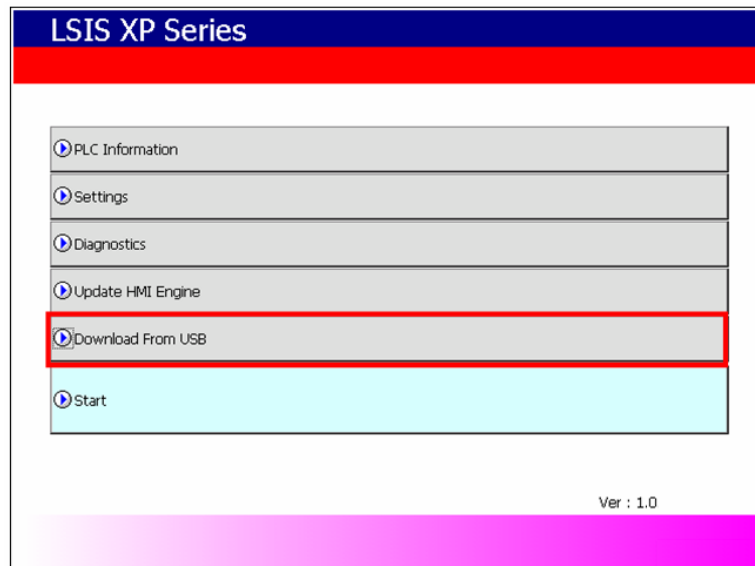 LSIS XP Series
PLC Information
Settings
Diagnostics
Update HMI Engine
Download From USB
Start
Ver : 1.0